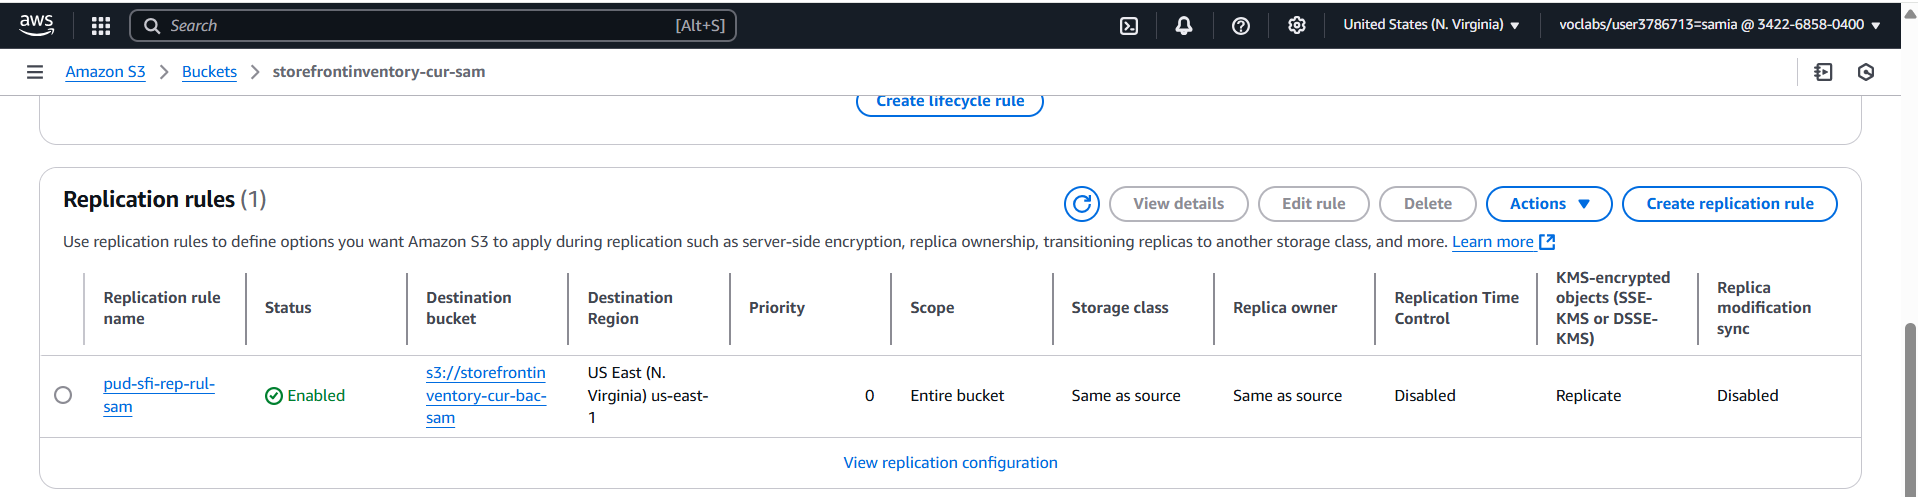 aws
Search
[Alt+S]
United States (N. Virginia)
voclabs/user3786713=samia @ 3422-6858-0400
Amazon S3
Buckets
storefrontinventory-cur-sam
Create lifecycle rule
Replication rules (1)
View details
Edit rule
Delete
Actions
Create replication rule
Use replication rules to define options you want Amazon S3 to apply during replication such as server-side encryption, replica ownership, transitioning replicas to another storage class, and more. Learn more
Replication rule
name
Status
Destination
bucket
Destination
Region
Priority
Scope
Storage class
Replica owner
Replication Time
Control
KMS-encrypted
objects (SSE-
KMS or DSSE-
KMS)
Replica
modification
sync
pud-sfi-rep-rul-
sam
Enabled
s3://storefrontin
ventory-cur-bac-
sam
US East (N.
Virginia) us-east-
1
0
Entire bucket
Same as source
Same as source
Disabled
Replicate
Disabled
View replication configuration